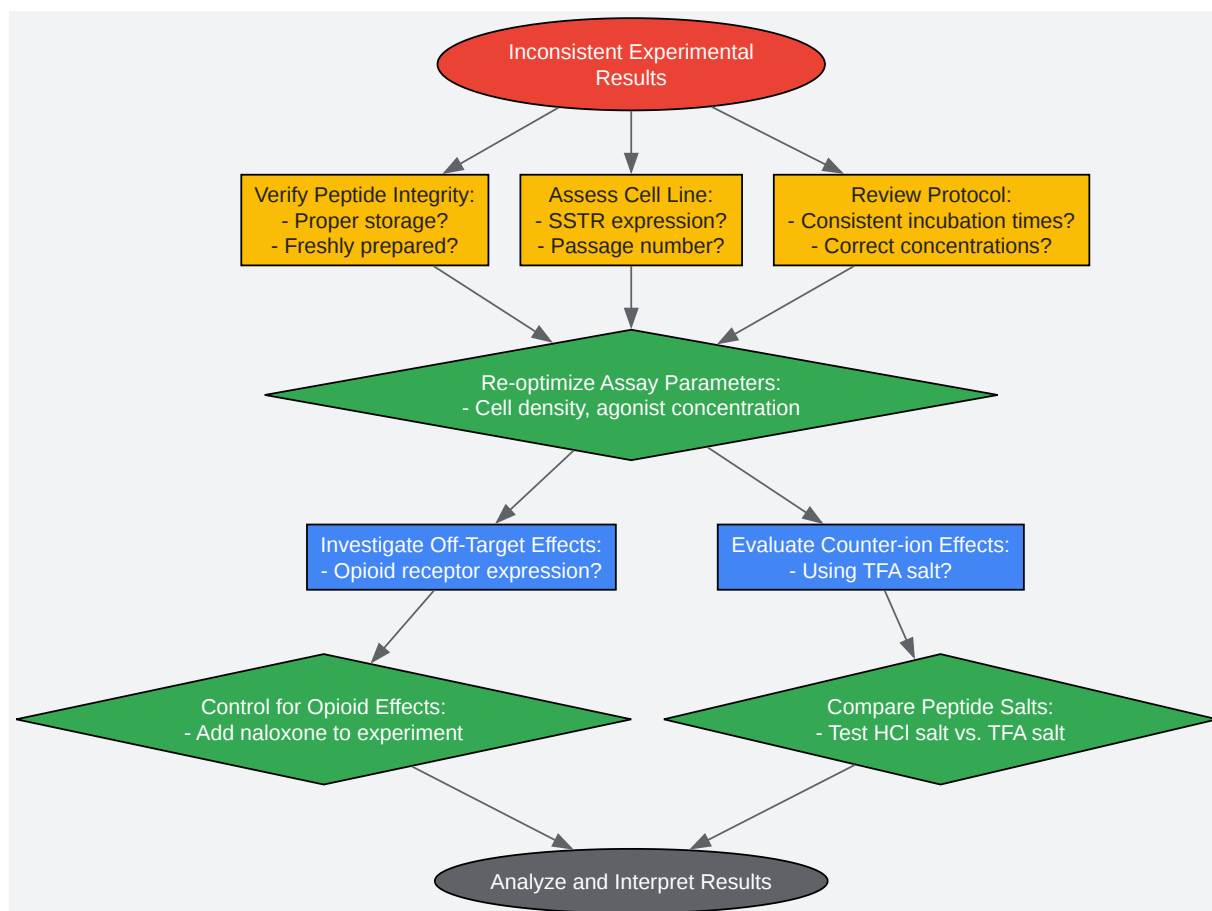 Inconsistent Experimental
Results
Verify Peptide Integrity:
- Proper storage?
- Freshly prepared?
Assess Cell Line:
- SSTR expression?
- Passage number?
Review Protocol:
- Consistent incubation times?
- Correct concentrations?
Re-optimize Assay Parameters:
- Cell density, agonist concentration
Investigate Off-Target Effects:
- Opioid receptor expression?
Evaluate Counter-ion Effects:
- Using TFA salt?
Control for Opioid Effects:
- Add naloxone to experiment
Compare Peptide Salts:
- Test HCl salt vs. TFA salt
Analyze and Interpret Results